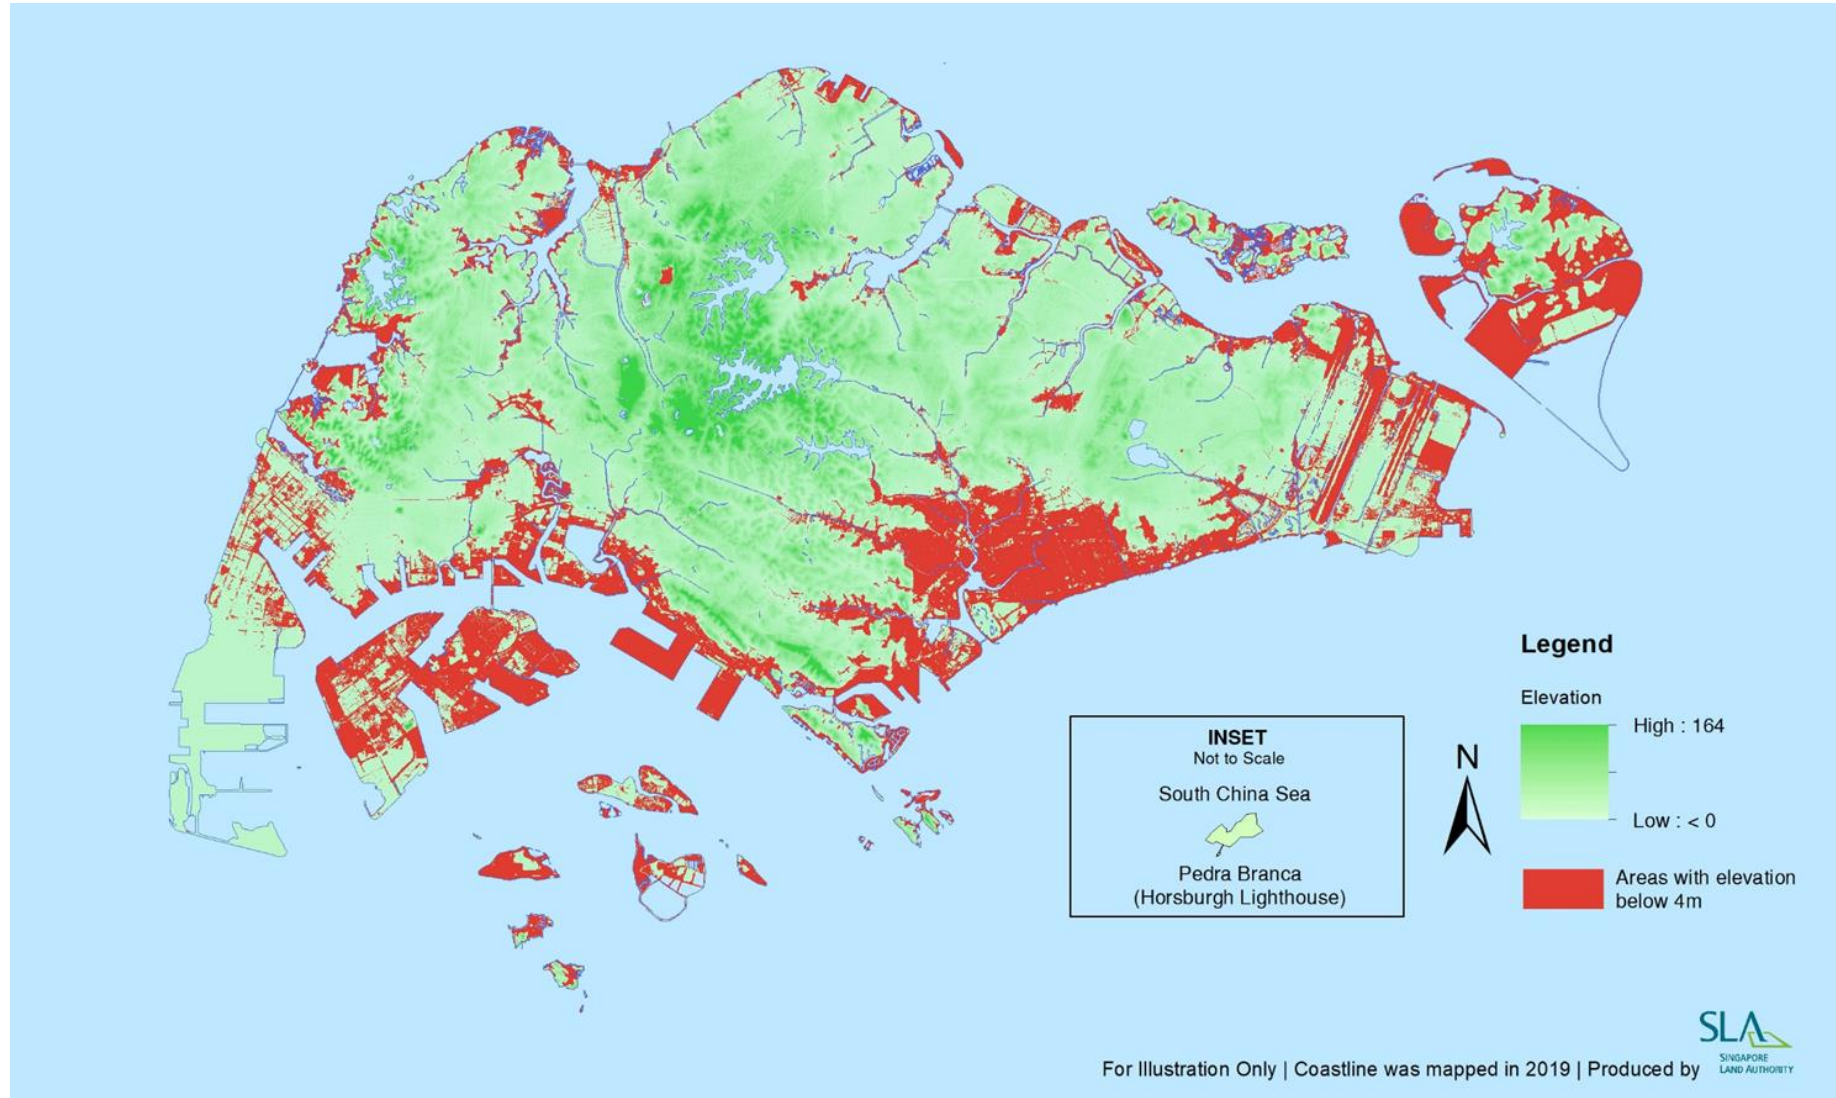 Legend
Elevation
High : 164
Low : < 0
Areas with elevation
below 4m
INSET
Not to Scale
South China Sea
Pedra Branca
(Horsburgh Lighthouse)
N
For Illustration Only | Coastline was mapped in 2019 | Produced by
SLA
SINGAPORE
LAND AUTHORITY